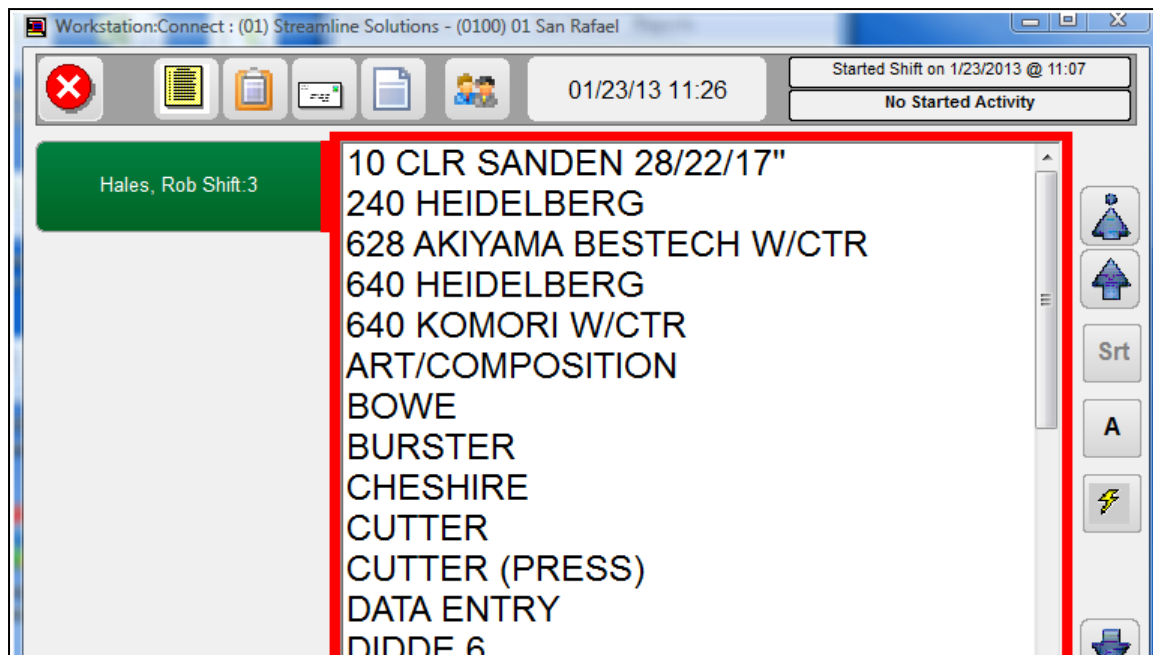 Workstation:Connect : (01) Streamline Solutions - (0100) 01 San Rafael
01/23/13 11:26
Started Shift on 1/23/2013 @ 11:07
No Started Activity
Hales, Rob Shift:3
10 CLR SANDEN 28/22/17"
240 HEIDELBERG
628 AKIYAMA BESTECH W/CTR
640 HEIDELBERG
640 KOMORI W/CTR
ART/COMPOSITION
BOWE
BURSTER
CHESHIRE
CUTTER
CUTTER (PRESS)
DATA ENTRY
DIDDE 6
Srt
A